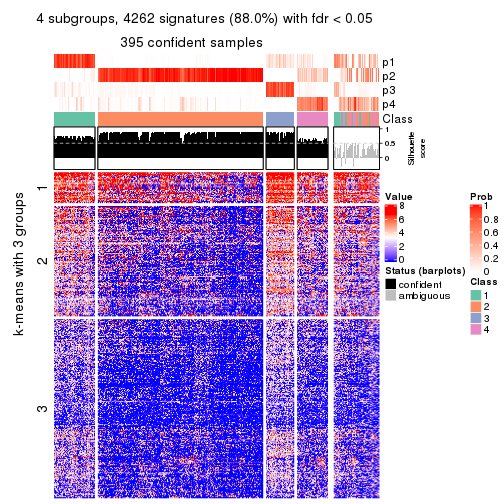 4 subgroups, 4262 signatures (88.0%) with fdr < 0.05
395 confident samples
p1
p2
p3
p4
Class
1
0.5
0
Silhouette
score
k-means with 3 groups
1
2
3
Value
8
6
4
2
0
Status (barplots)
confident
ambiguous
Prob
1
0.8
0.6
0.4
0.2
0
Class
1
2
3
4